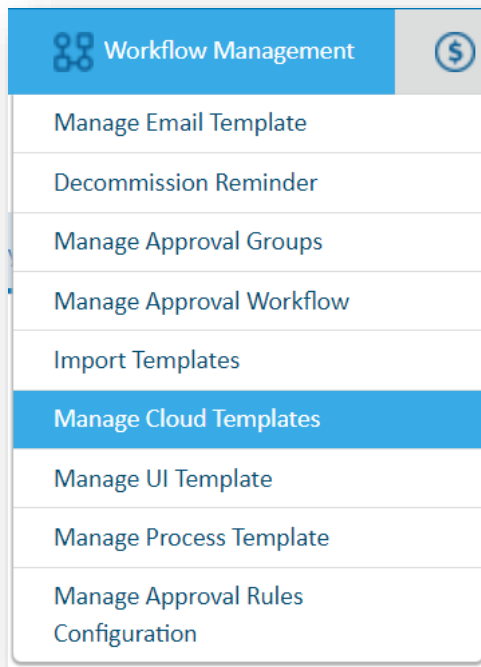 Workflow Management
Manage Email Template
Decommission Reminder
Manage Approval Groups
Manage Approval Workflow
Import Templates
Manage Cloud Templates
Manage UI Template
Manage Process Template
Manage Approval Rules
Configuration